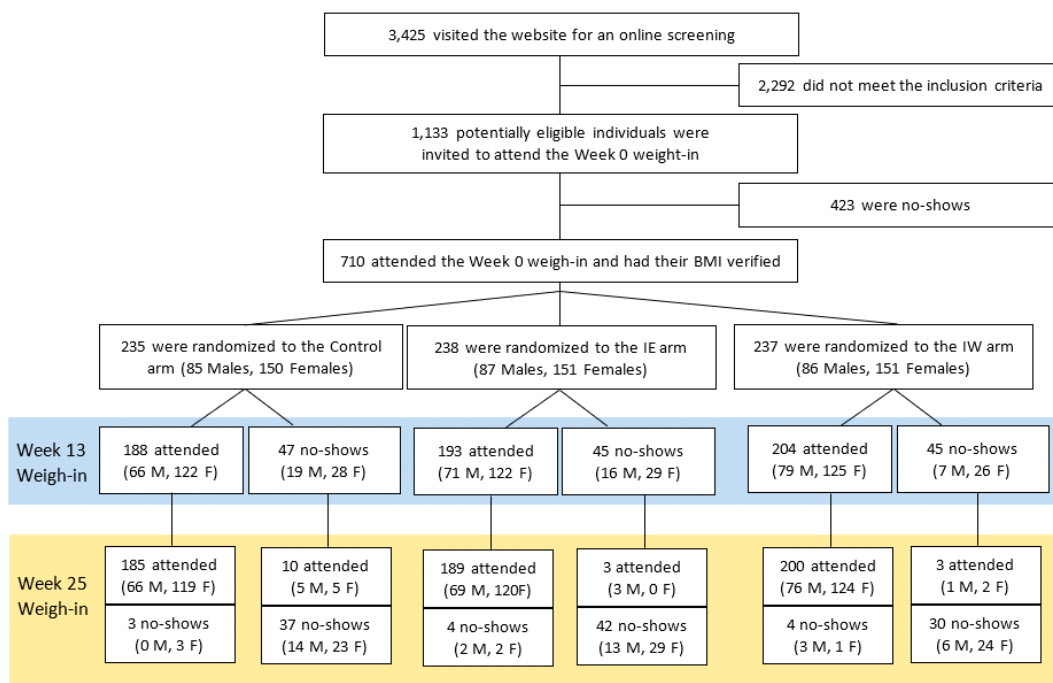 3,425 visited the website for an online screening
2,292 did not meet the inclusion criteria
1,133 potentially eligible individuals were
invited to attend the Week 0 weight-in
423 were no-shows
710 attended the Week 0 weigh-in and had their BMI verified
235 were randomized to the Control
arm (85 Males, 150 Females)
238 were randomized to the IE arm
(87 Males, 151 Females)
237 were randomized to the IW arm
(86 Males, 151 Females)
Week 13
Weigh-in
188 attended
(66 M, 122 F)
47 no-shows
(19 M, 28 F)
193 attended
(71 M, 122 F)
45 no-shows
(16 M, 29 F)
204 attended
(79 M, 125 F)
45 no-shows
(7 M, 26 F)
Week 25
Weigh-in
185 attended
(66 M, 119 F)
10 attended
(5 M, 5 F)
189 attended
(69 M, 120F)
3 attended
(3 M, 0 F)
200 attended
(76 M, 124 F)
3 attended
(1 M, 2 F)
3 no-shows
(0 M, 3 F)
37 no-shows
(14 M, 23 F)
4 no-shows
(2 M, 2 F)
42 no-shows
(13 M, 29 F)
4 no-shows
(3 M, 1 F)
30 no-shows
(6 M, 24 F)